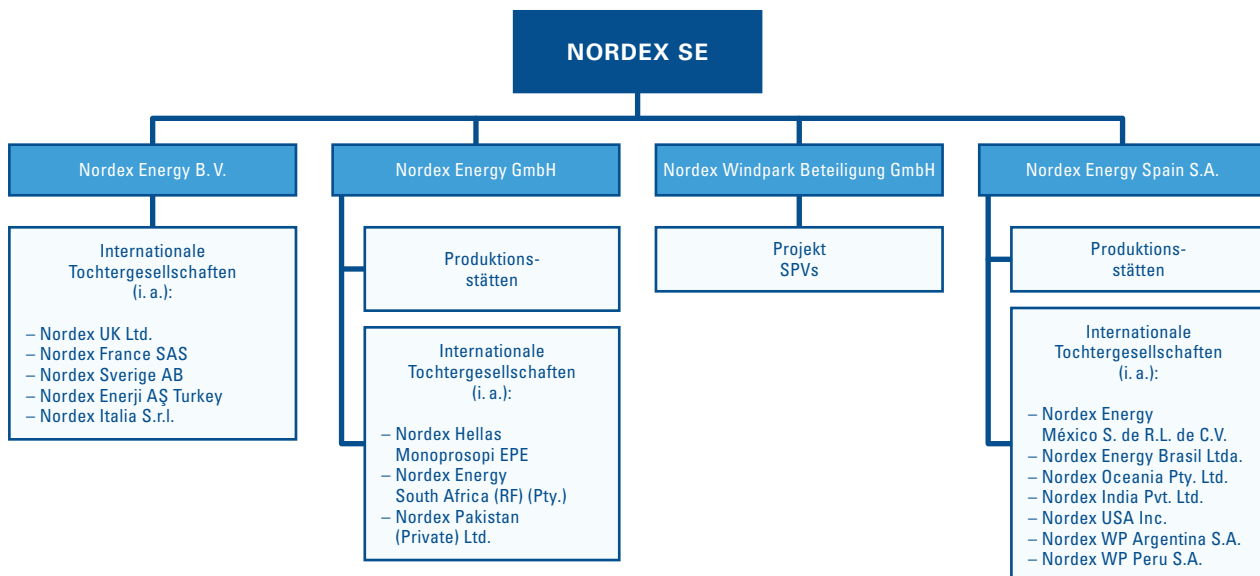 NORDEX SE
Nordex Energy B. V.
Nordex Energy GmbH
Nordex Windpark Beteiligung GmbH
Nordex Energy Spain S.A.
Internationale
Tochtergesellschaften
(i. a.):
– Nordex UK Ltd.
– Nordex France SAS
– Nordex Sverige AB
– Nordex Enerji AŞ Turkey
– Nordex Italia S.r.l.
Produktions-
stätten
Internationale
Tochtergesellschaften
(i. a.):
– Nordex Hellas
Monoprosopi EPE
– Nordex Energy
South Africa (RF) (Pty.)
– Nordex Pakistan
(Private) Ltd.
Projekt
SPVs
Produktions-
stätten
Internationale
Tochtergesellschaften
(i. a.):
– Nordex Energy
México S. de R.L. de C.V.
– Nordex Energy Brasil Ltda.
– Nordex Oceania Pty. Ltd.
– Nordex India Pvt. Ltd.
– Nordex USA Inc.
– Nordex WP Argentina S.A.
– Nordex WP Peru S.A.